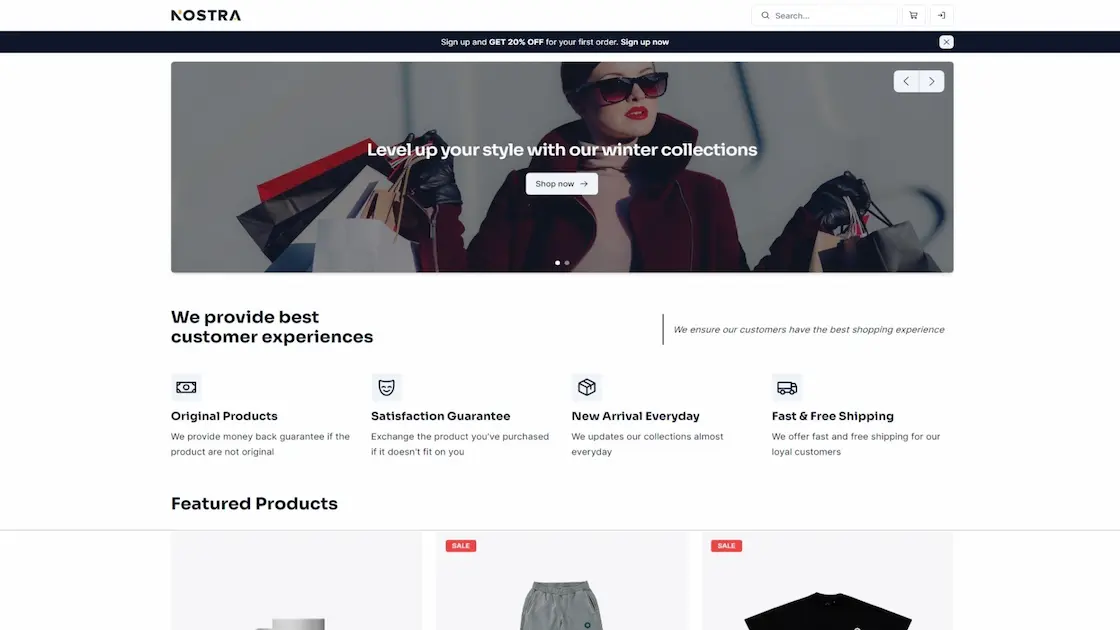 NOSTRA
Search...
Sign up and GET 20% OFF for your first order. Sign up now
Level up your style with our winter collections
Shop now
We provide best
customer experiences
We ensure our customers have the best shopping experience
Original Products
We provide money back guarantee if the
product are not original
Satisfaction Guarantee
Exchange the product you've purchased
if it doesn't fit on you
New Arrival Everyday
We updates our collections almost
everyday
Fast & Free Shipping
We offer fast and free shipping for our
loyal customers
Featured Products
SALE
SALE